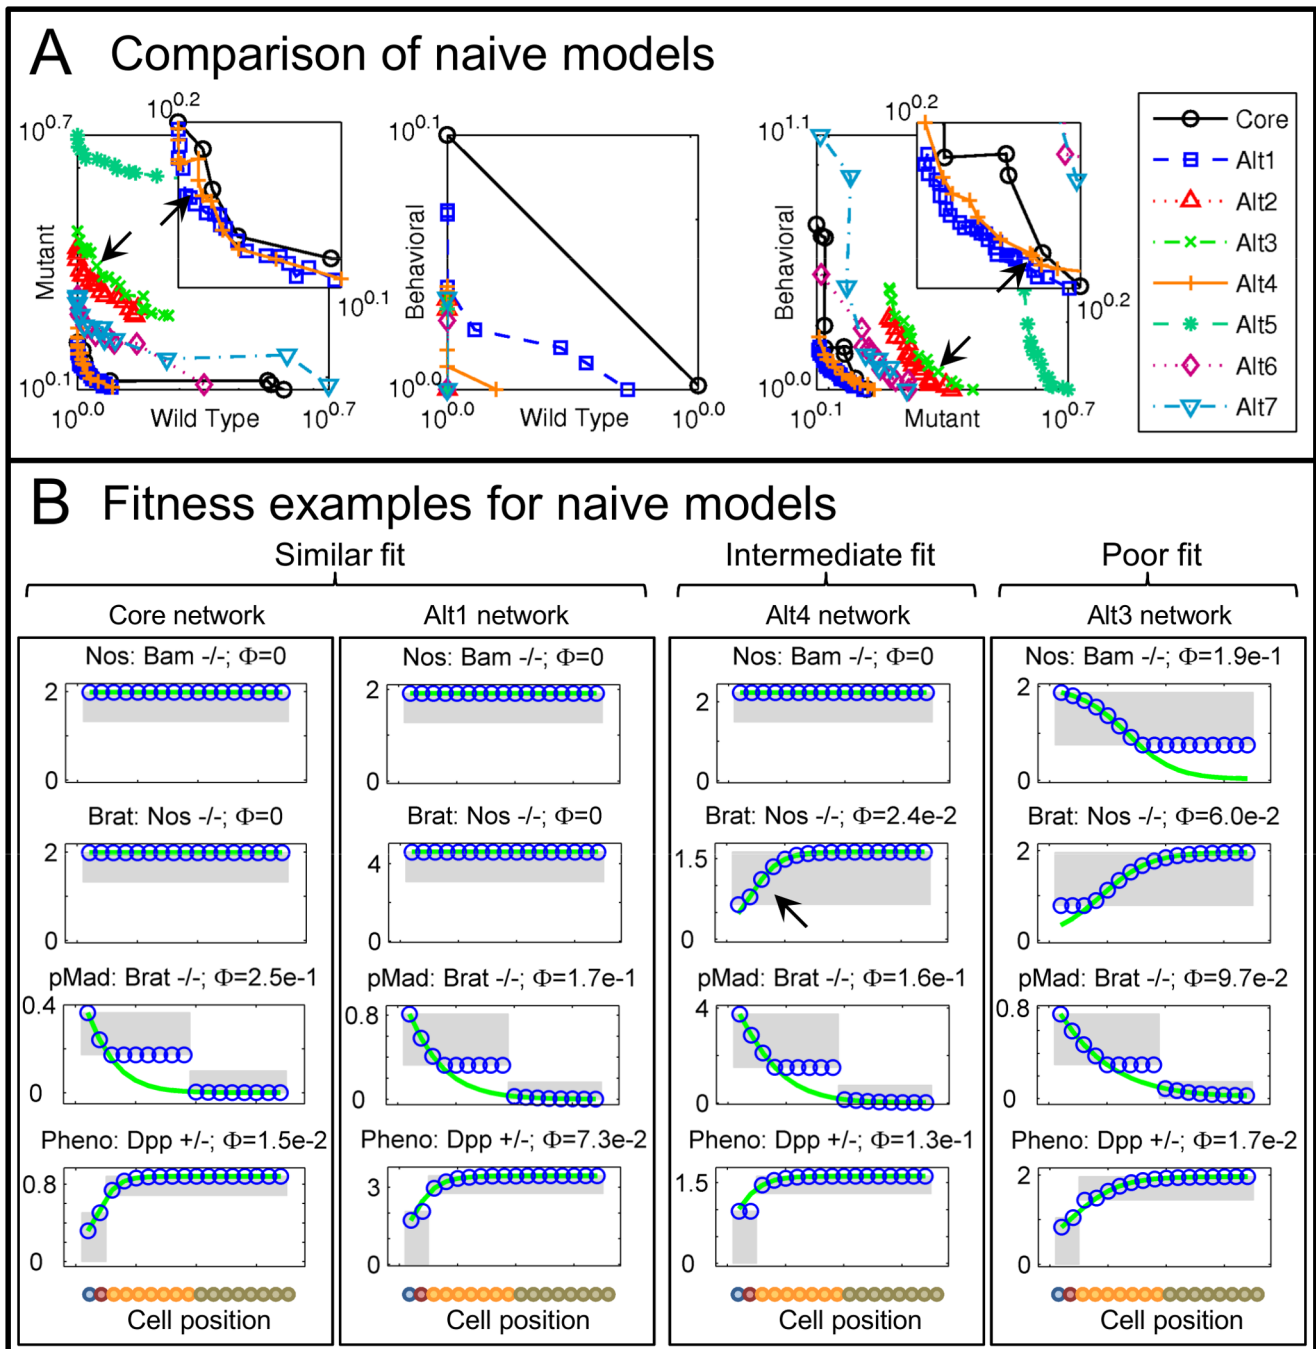 A Comparison of naive models
10^0.7
Mutant
10^0.1
10^0.0
Wild Type
10^0.7
10^0.2
10^0.1
10^0.1
Behavioral
10^0.0
10^0.0
Wild Type
10^0.0
10^1.1
Behavioral
10^0.0
10^0.1
Mutant
10^0.7
10^0.2
10^0.2
Core
Alt1
Alt2
Alt3
Alt4
Alt5
Alt6
Alt7
B Fitness examples for naive models
Similar fit
Intermediate fit
Poor fit
Core network
Alt1 network
Alt4 network
Alt3 network
Nos: Bam -/-; Φ=0
2
0
Brat: Nos -/-; Φ=0
2
0
pMad: Brat -/-; Φ=2.5e-1
0.4
0
Pheno: Dpp +/-; Φ=1.5e-2
0.8
0
Cell position
Nos: Bam -/-; Φ=0
2
0
Brat: Nos -/-; Φ=0
4
0
pMad: Brat -/-; Φ=1.7e-1
0.8
0
Pheno: Dpp +/-; Φ=7.3e-2
3
0
Cell position
Nos: Bam -/-; Φ=0
2
0
Brat: Nos -/-; Φ=2.4e-2
1.5
0
pMad: Brat -/-; Φ=1.6e-1
4
0
Pheno: Dpp +/-; Φ=1.3e-1
1.5
0
Cell position
Nos: Bam -/-; Φ=1.9e-1
2
0
Brat: Nos -/-; Φ=6.0e-2
2
0
pMad: Brat -/-; Φ=9.7e-2
0.8
0
Pheno: Dpp +/-; Φ=1.7e-2
2
0
Cell position